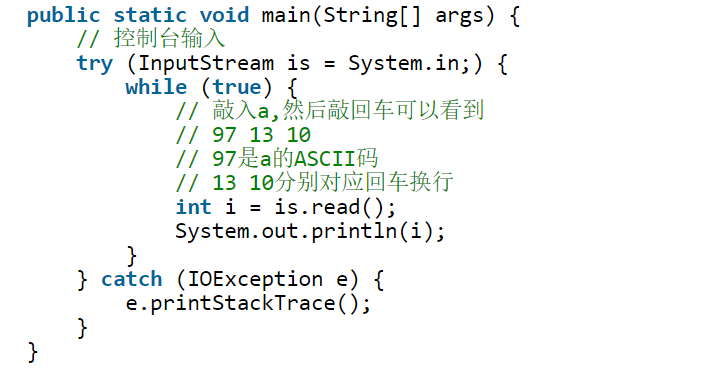 public static void main(String[] args) {
// 控制台输入
try (InputStream is = System.in;) {
while (true) {
// 敲入a,然后敲回车可以看到
// 97 13 10
// 97是a的ASCII码
// 13 10分别对应回车换行
int i = is.read();
System.out.println(i);
}
} catch (IOException e) {
e.printStackTrace();
}
}